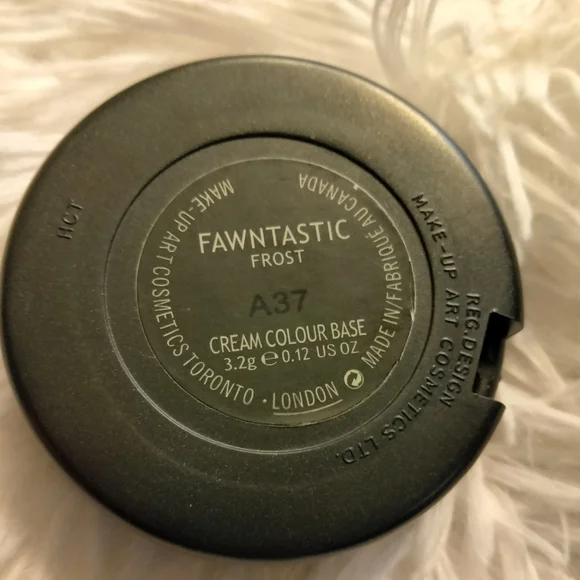 FAWNTASTIC
FROST
A37
CREAM COLOUR BASE
3.2g ℮ 0.12 US OZ
MAKE-UP ART COSMETICS TORONTO · LONDON
MADE IN/FABRIQUÉ AU CANADA
HCT
MAKE-UP ART COSMETICS LTD.
REG.DESIGN